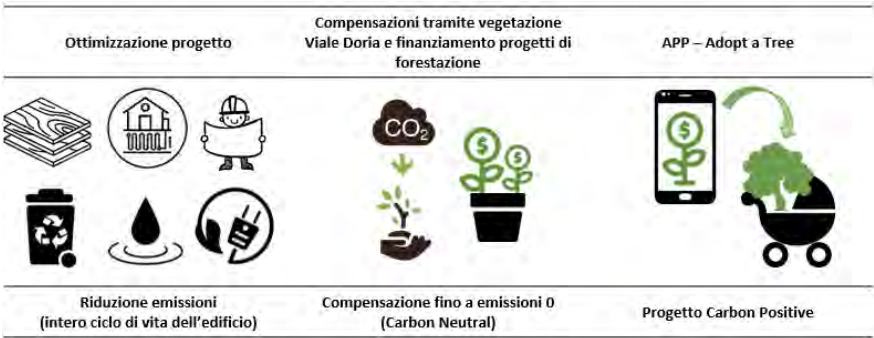 Ottimizzazione progetto
Compensazioni tramite vegetazione
Viale Doria e finanziamento progetti di
forestazione
APP – Adopt a Tree
CO2
$
$
$
Riduzione emissioni
(intero ciclo di vita dell'edificio)
Compensazione fino a emissioni 0
(Carbon Neutral)
Progetto Carbon Positive